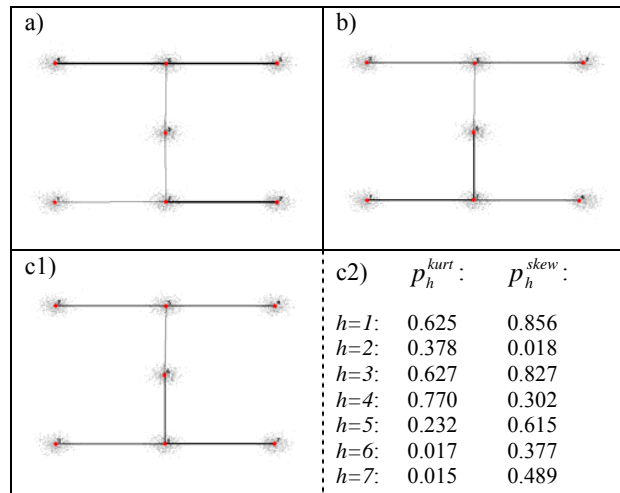 a)
b)
c1)
c2) p_h^{kurt}: p_h^{skew}:
h=1: 0.625 0.856
h=2: 0.378 0.018
h=3: 0.627 0.827
h=4: 0.770 0.302
h=5: 0.232 0.615
h=6: 0.017 0.377
h=7: 0.015 0.489